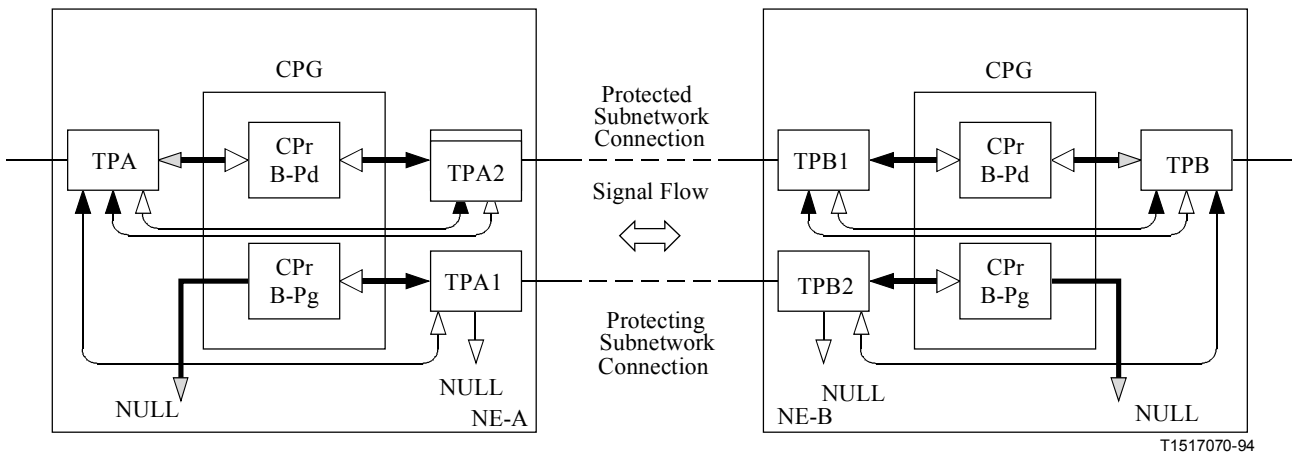 CPG
CPr
B-Pd
TPA
TPA2
CPr
B-Pg
TPA1
NULL
NULL
NE-A
Protected
Subnetwork
Connection
Signal Flow
Protecting
Subnetwork
Connection
CPG
TPB1
CPr
B-Pd
TPB
TPB2
CPr
B-Pg
NULL
NULL
NE-B
T1517070-94